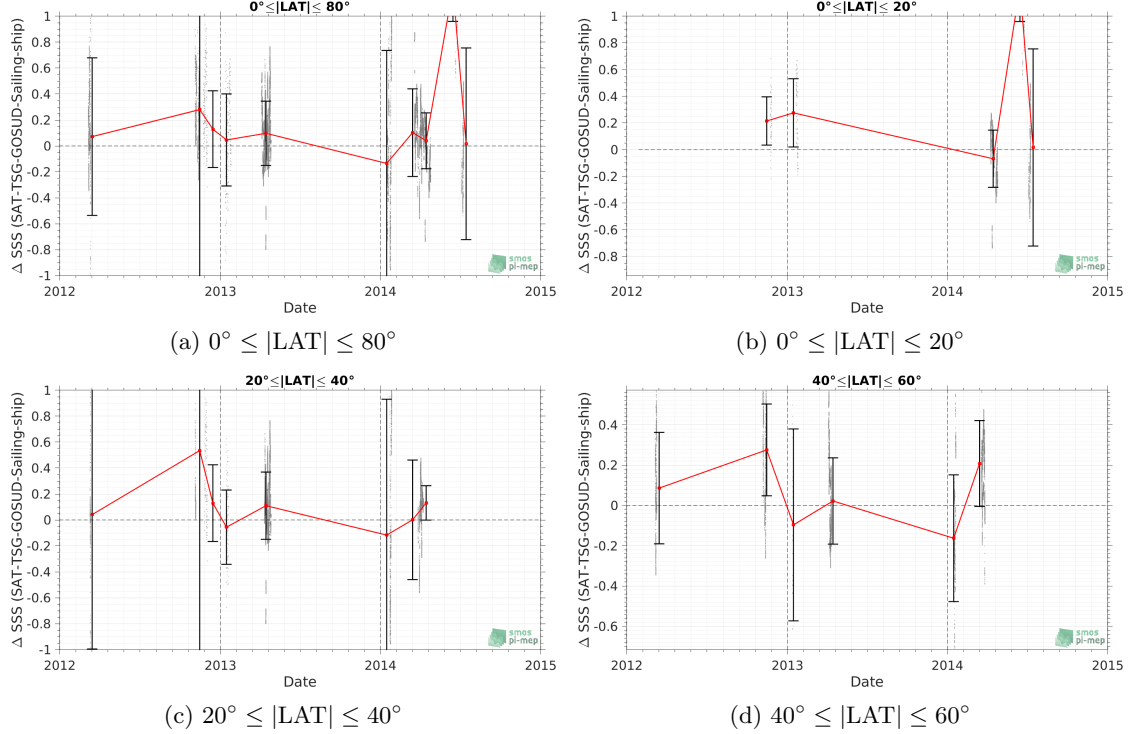 0°≤|LAT|≤ 80°
Δ SSS (SAT-TSG-GOSUD-Sailing-ship)
1
0.8
0.6
0.4
0.2
0
-0.2
-0.4
-0.6
-0.8
-1
smos
pi-mep
2012 2013 2014 2015
Date
(a) 0° ≤ |LAT| ≤ 80°
0°≤|LAT|≤ 20°
Δ SSS (SAT-TSG-GOSUD-Sailing-ship)
1
0.8
0.6
0.4
0.2
0
-0.2
-0.4
-0.6
-0.8
smos
pi-mep
2012 2013 2014 2015
Date
(b) 0° ≤ |LAT| ≤ 20°
20°≤|LAT|≤ 40°
Δ SSS (SAT-TSG-GOSUD-Sailing-ship)
1
0.8
0.6
0.4
0.2
0
-0.2
-0.4
-0.6
-0.8
-1
smos
pi-mep
2012 2013 2014 2015
Date
(c) 20° ≤ |LAT| ≤ 40°
40°≤|LAT|≤ 60°
Δ SSS (SAT-TSG-GOSUD-Sailing-ship)
0.4
0.2
0
-0.2
-0.4
-0.6
smos
pi-mep
2012 2013 2014 2015
Date
(d) 40° ≤ |LAT| ≤ 60°